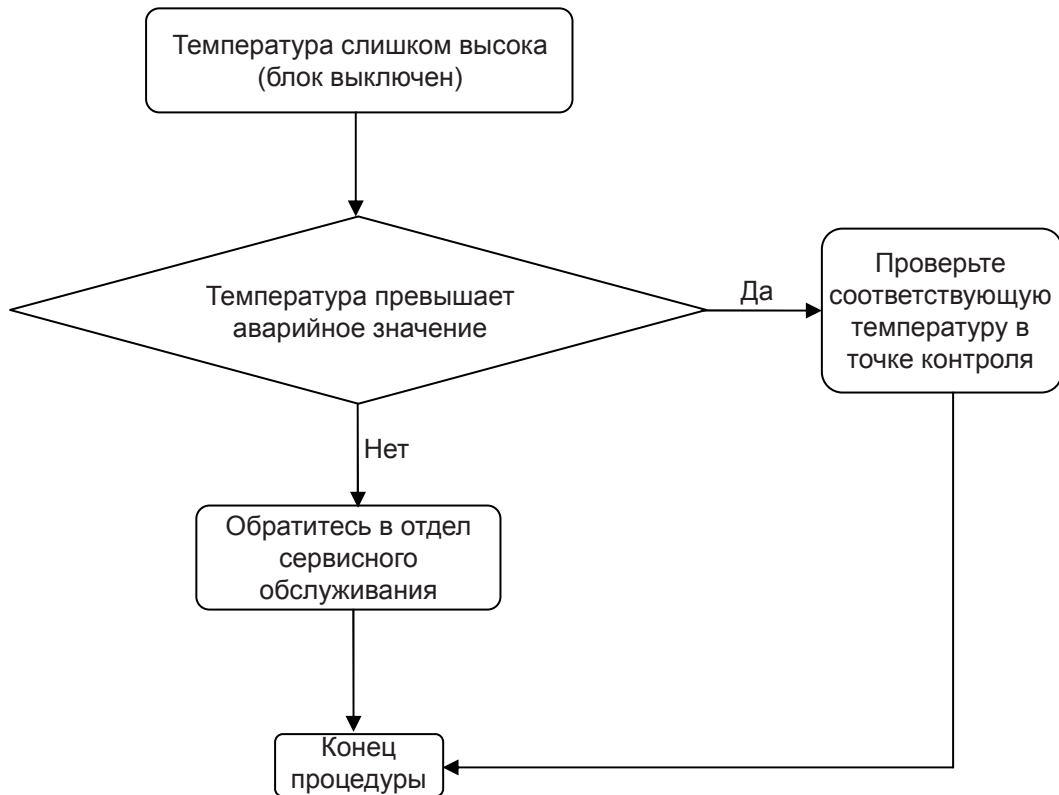 Температура слишком высока
(блок выключен)
Температура превышает
аварийное значение
Да
Проверьте
соответствующую
температуру в
точке контроля
Нет
Обратитесь в отдел
сервисного
обслуживания
Конец
процедуры